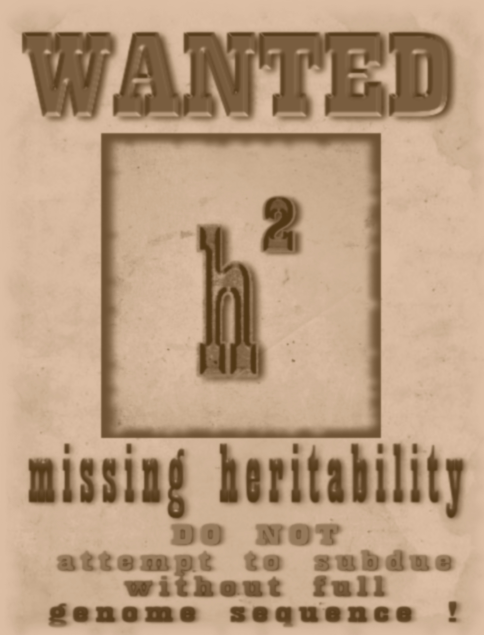 WANTED
h²
missing heritability
DO NOT
attempt to subdue
without full
genome sequence !